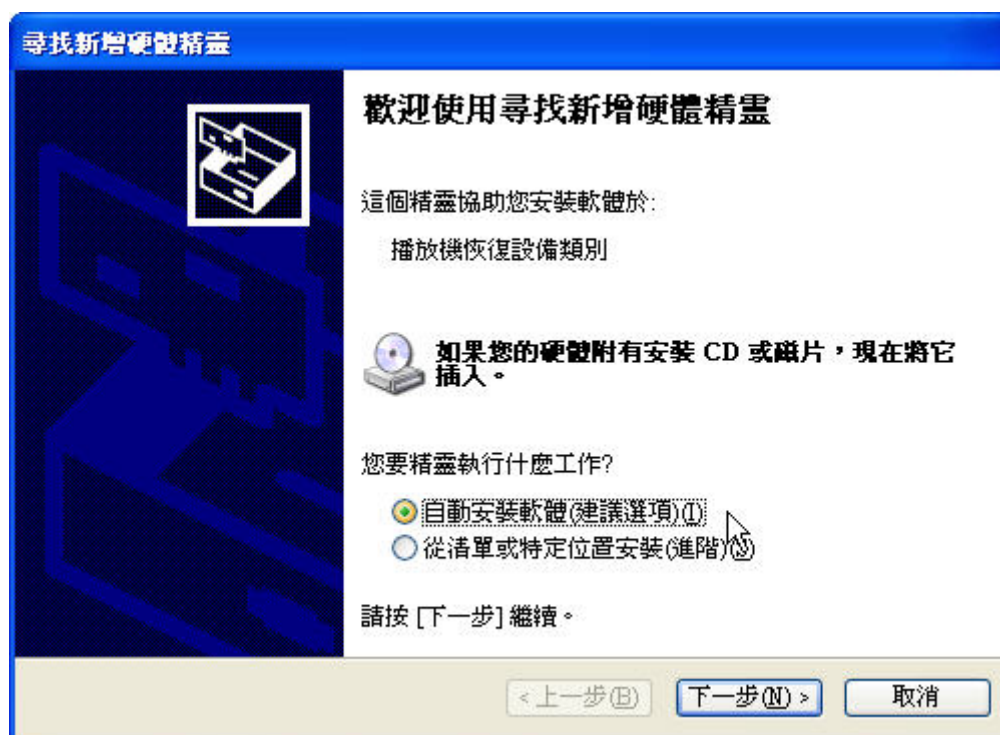 尋找新增硬體精靈
歡迎使用尋找新增硬體精靈
這個精靈協助您安裝軟體於:
播放機恢復設備類別
如果您的硬體附有安裝 CD 或磁片，現在將它
插入。
您要精靈執行什麼工作?
自動安裝軟體(建議選項)(I)
從清單或特定位置安裝(進階)(S)
請按 [下一步] 繼續。
< 上一步(B)
下一步(N) >
取消